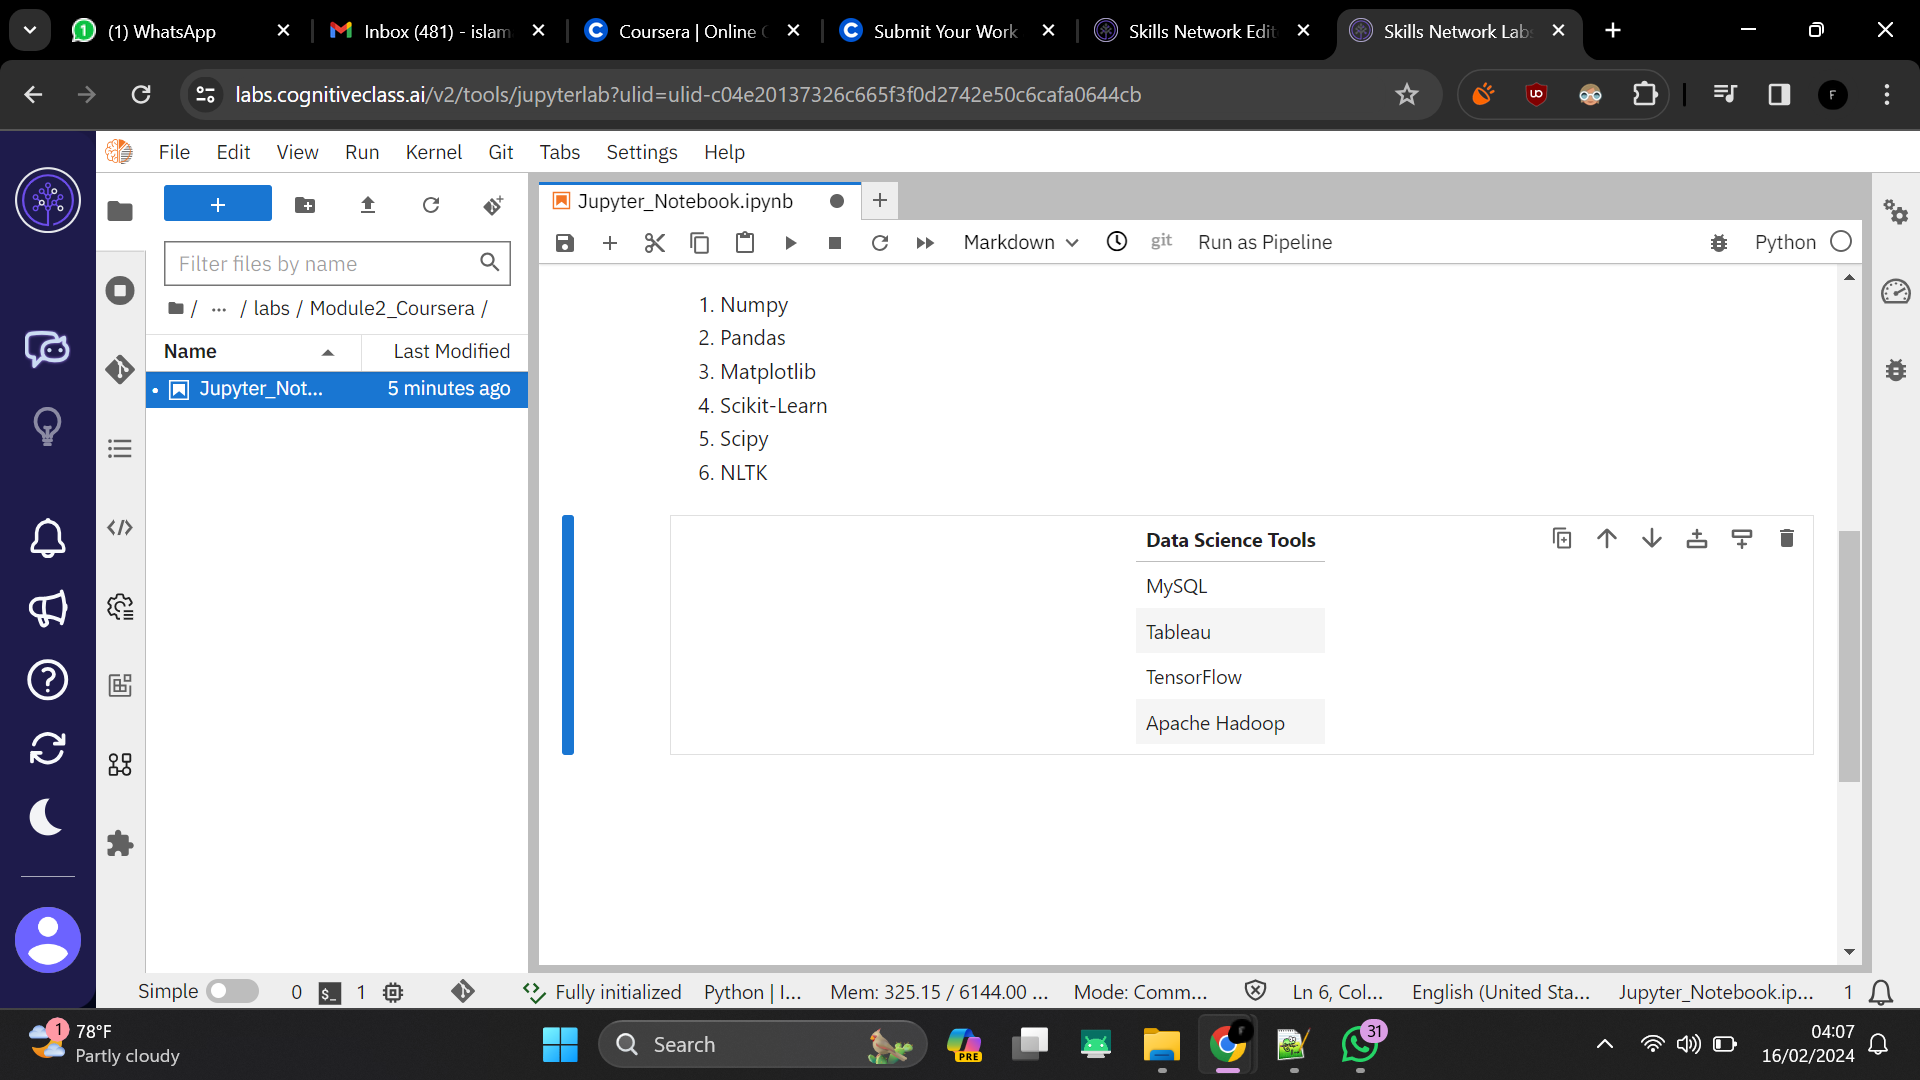 (1) WhatsApp
Inbox (481) - islam
Coursera | Online
Submit Your Work
Skills Network Edit
Skills Network Labs
labs.cognitiveclass.ai/v2/tools/jupyterlab?ulid=ulid-c04e20137326c665f3f0d2742e50c6cafa0644cb
F
File Edit View Run Kernel Git Tabs Settings Help
Jupyter_Notebook.ipynb
Markdown
git
Run as Pipeline
Python
Filter files by name
/ ... / labs / Module2_Coursera /
Name Last Modified
Jupyter_Not... 5 minutes ago
1. Numpy
2. Pandas
3. Matplotlib
4. Scikit-Learn
5. Scipy
6. NLTK
Data Science Tools
MySQL
Tableau
TensorFlow
Apache Hadoop
Simple 0 $_ 1 Fully initialized Python | I... Mem: 325.15 / 6144.00 ... Mode: Comm... Ln 6, Col... English (United Sta... Jupyter_Notebook.ip... 1
1 78°F
Partly cloudy
Search
PRE
31
04:07
16/02/2024